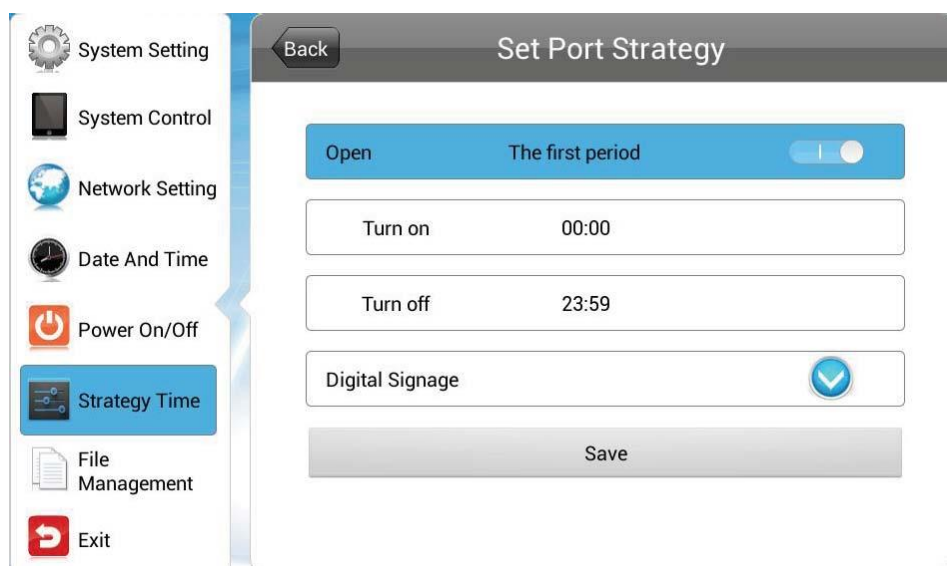 System Setting
System Control
Network Setting
Date And Time
Power On/Off
Strategy Time
File
Management
Exit
Back
Set Port Strategy
Open The first period
Turn on 00:00
Turn off 23:59
Digital Signage
Save